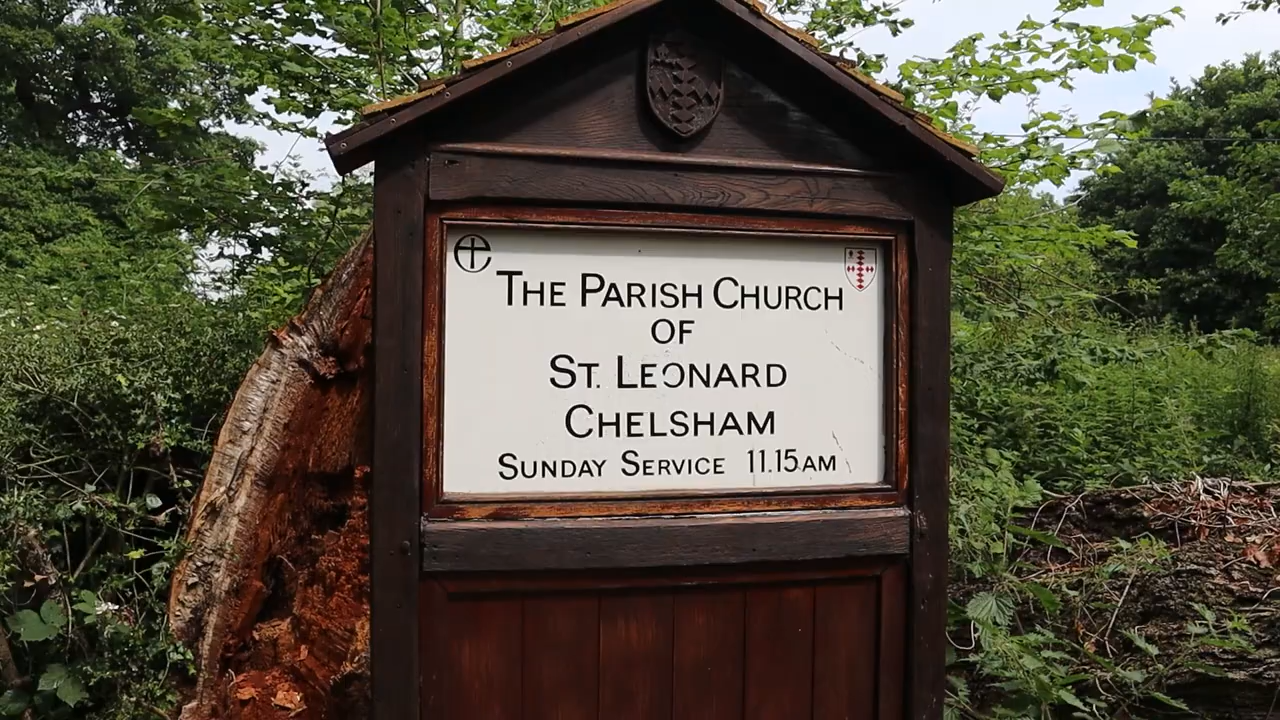 THE PARISH CHURCH
OF
ST. LEONARD
CHELSHAM
SUNDAY SERVICE 11.15AM